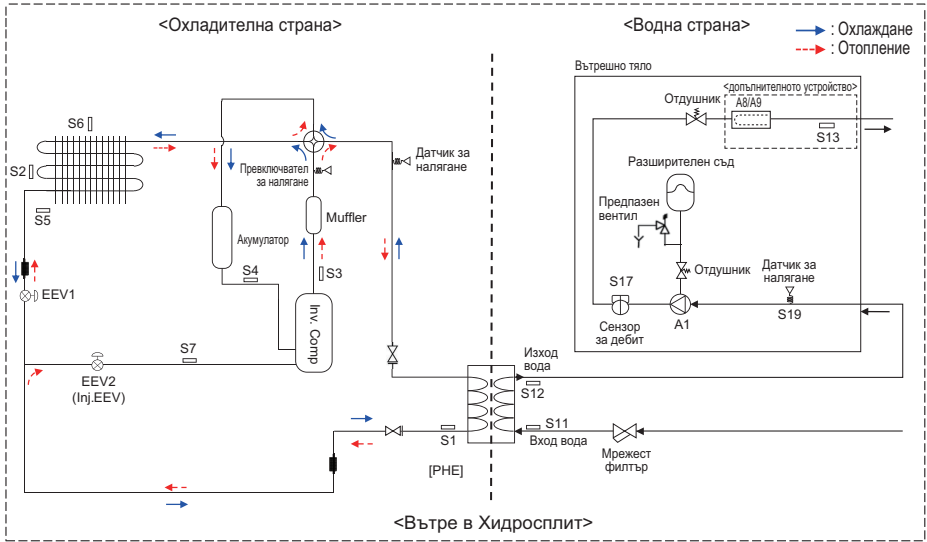 <Охладителна страна>
<Водна страна>
: Охлаждане
: Отопление
Вътрешно тяло
<допълнителното устройство>
Отдушник
A8/A9
S13
S6
S2
S5
Превключвател
за налягане
Датчик за
налягане
Muffler
Акумулатор
S4
S3
Inv. Comp
EEV1
EEV2
(Inj.EEV)
S7
Разширителен съд
Предпазен
вентил
Отдушник
S17
Сензор
за дебит
A1
Датчик за
налягане
S19
Изход
вода
S12
S1
S11
Вход вода
Мрежест
филтър
[PHE]
<Вътре в Хидросплит>